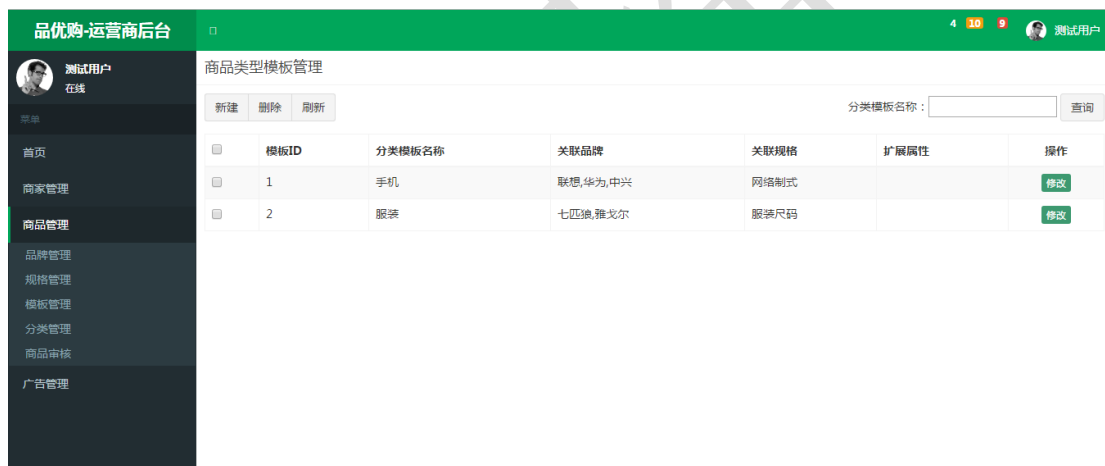 品优购-运营商后台
4 10 9 测试用户
测试用户
在线
菜单
首页
商家管理
商品管理
品牌管理
规格管理
模板管理
分类管理
商品审核
广告管理
商品类型模板管理
新建 删除 刷新 分类模板名称： 查询
模板ID 分类模板名称 关联品牌 关联规格 扩展属性 操作
1 手机 联想,华为,中兴 网络制式 修改
2 服装 七匹狼,雅戈尔 服装尺码 修改